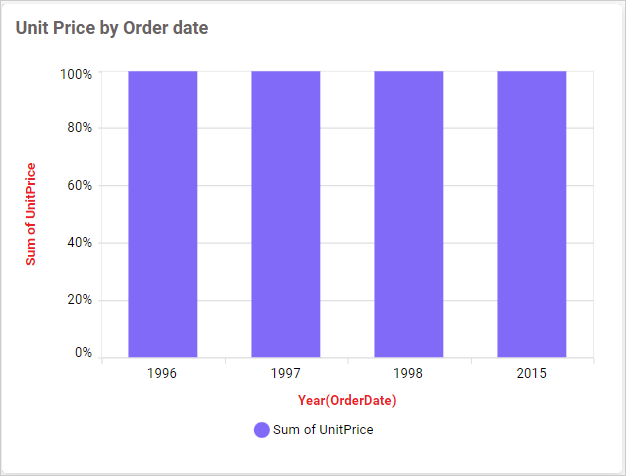 Unit Price by Order date
100%
80%
60%
40%
20%
0%
Sum of UnitPrice
1996 1997 1998 2015
Year(OrderDate)
Sum of UnitPrice